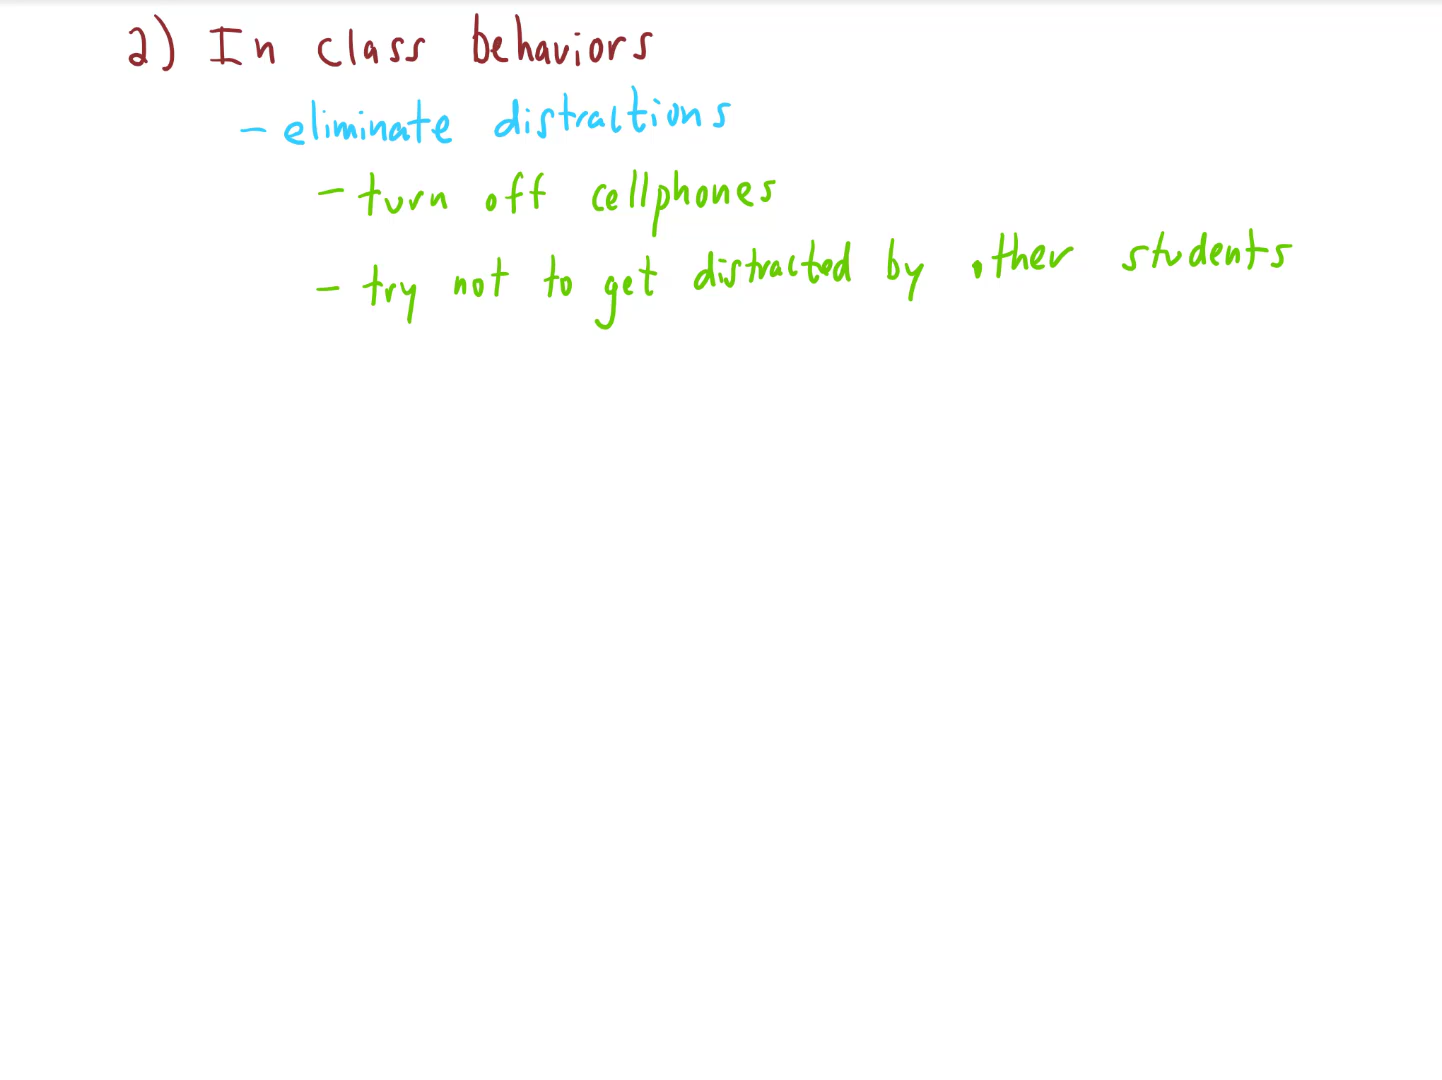 2) In class behaviors
- eliminate distractions
- turn off cellphones
- try not to get distracted by other students